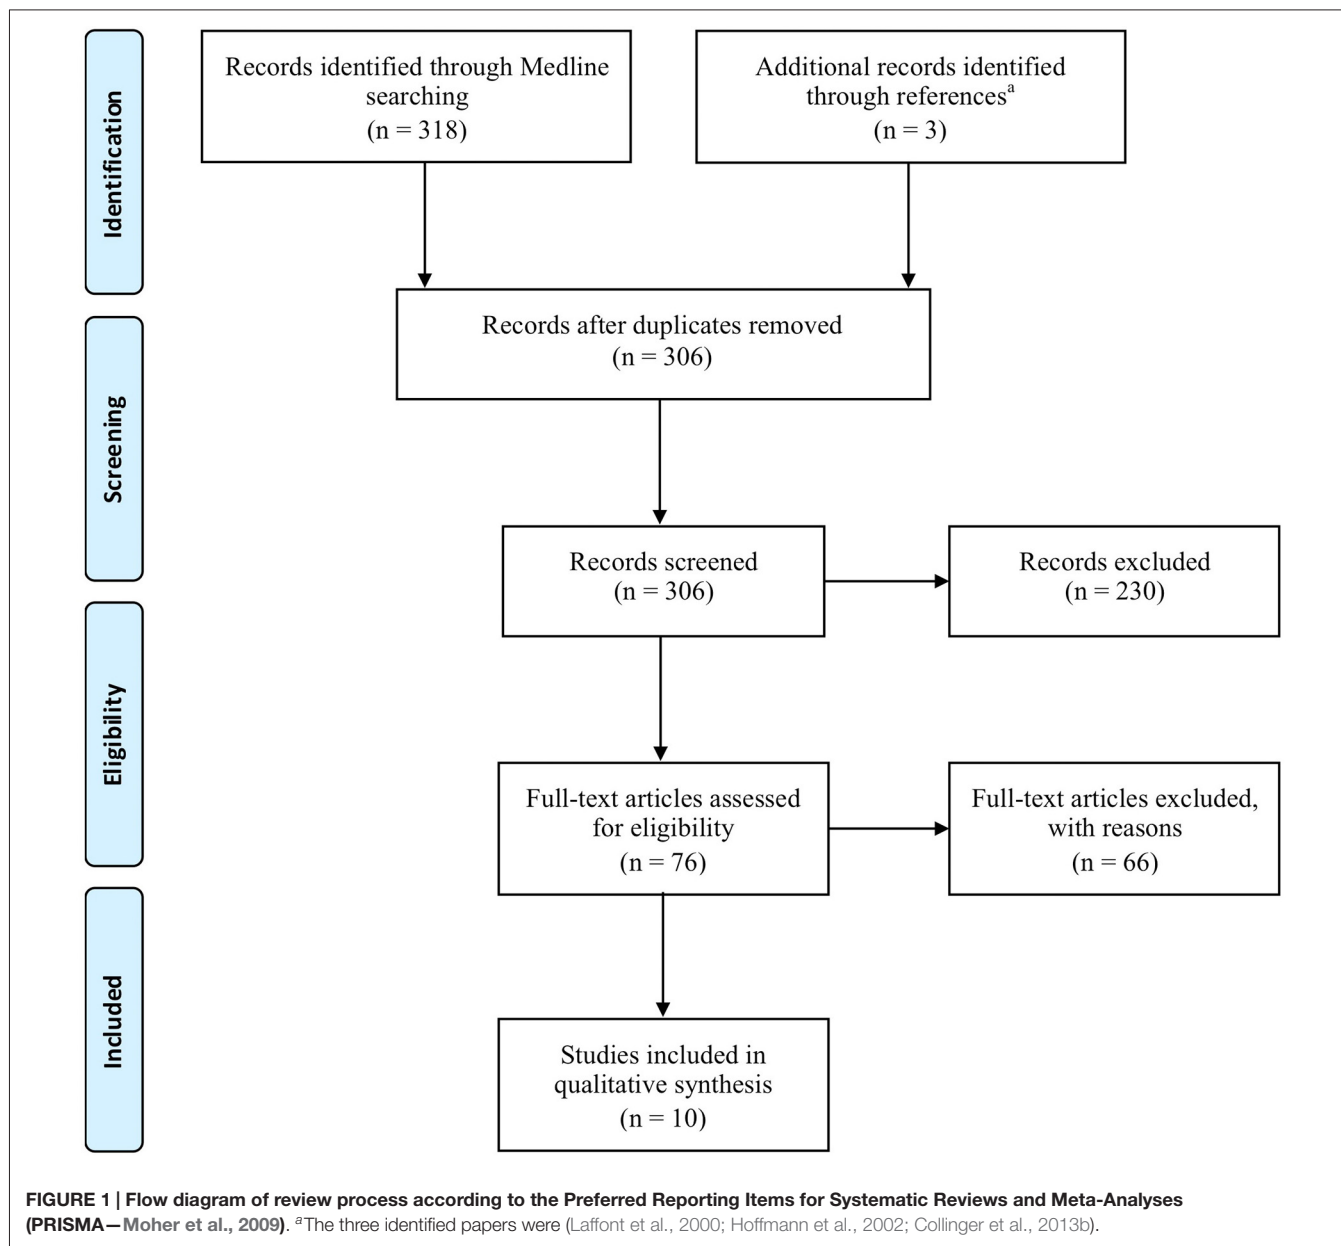 Identification
Records identified through Medline
searching
(n = 318)
Additional records identified
through referencesa
(n = 3)
Records after duplicates removed
(n = 306)
Screening
Records screened
(n = 306)
Records excluded
(n = 230)
Eligibility
Full-text articles assessed
for eligibility
(n = 76)
Full-text articles excluded,
with reasons
(n = 66)
Included
Studies included in
qualitative synthesis
(n = 10)
FIGURE 1 | Flow diagram of review process according to the Preferred Reporting Items for Systematic Reviews and Meta-Analyses
(PRISMA—Moher et al., 2009). aThe three identified papers were (Laffont et al., 2000; Hoffmann et al., 2002; Collinger et al., 2013b).